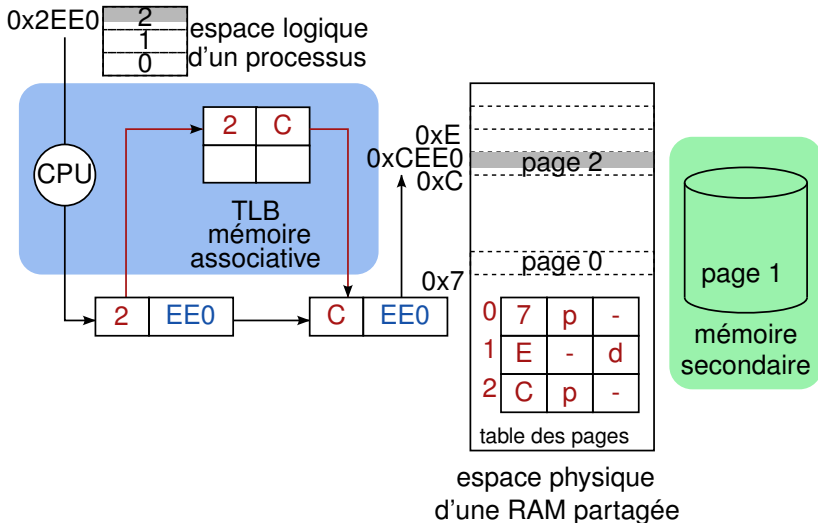 0x2EE0
2
1
0
espace logique
d'un processus
CPU
2 C
TLB
mémoire
associative
2 EE0
C EE0
0xE
0xCEE0
0xC
0x7
page 2
page 0
0 7 p -
1 E - d
2 C p -
table des pages
espace physique
d'une RAM partagée
page 1
mémoire
secondaire